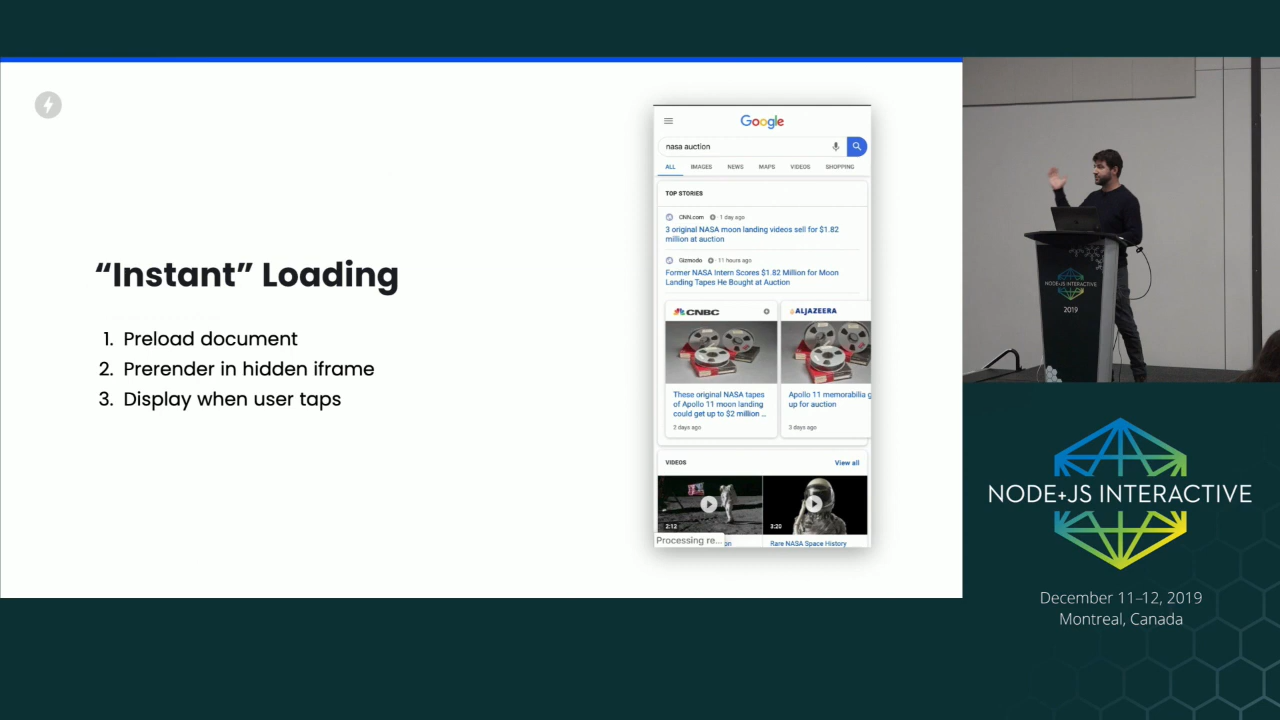 “Instant” Loading
1. Preload document
2. Prerender in hidden iframe
3. Display when user taps
Google
nasa auction
ALL IMAGES NEWS MAPS VIDEOS SHOPPING
TOP STORIES
CNN.com 1 day ago
3 original NASA moon landing videos sell for $1.82
million at auction
Gizmodo 11 hours ago
Former NASA Intern Scores $1.82 Million for Moon
Landing Tapes He Bought at Auction
CNBC
These original NASA tapes
of Apollo 11 moon landing
could get up to $2 million ...
2 days ago
ALJAZEERA
Apollo 11 memorabilia g
up for auction
3 days ago
VIDEOS View all
2:12
3:20
Processing re... on
Rare NASA Space History
NODE+JS INTERACTIVE
2019
NODE+JS INTERACTIVE
December 11–12, 2019
Montreal, Canada